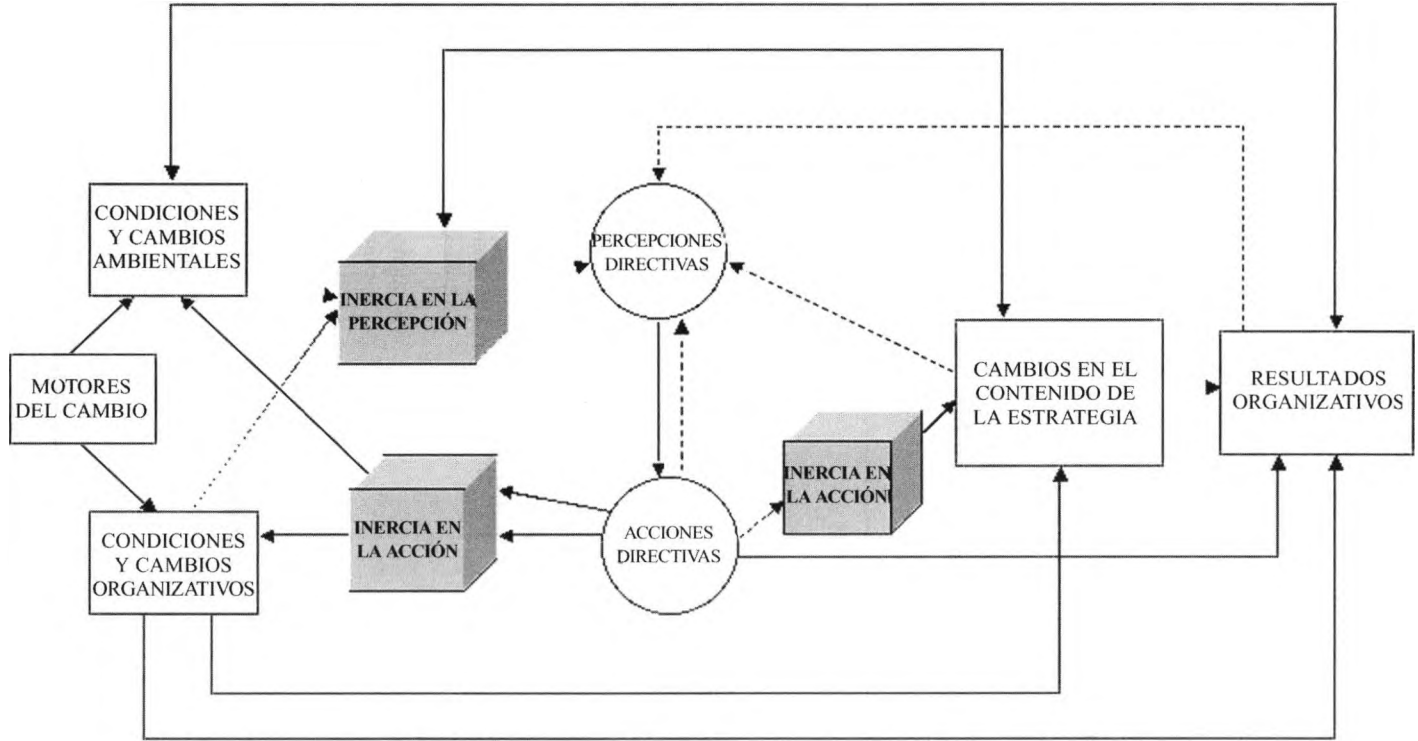 CONDICIONES
Y CAMBIOS
AMBIENTALES
PERCEPCIONES
DIRECTIVAS
INERCIA EN LA
PERCEPCIÓN
MOTORES
DEL CAMBIO
CAMBIOS EN EL
CONTENIDO DE
LA ESTRATEGIA
RESULTADOS
ORGANIZATIVOS
INERCIA EN
LA ACCIÓN
INERCIA EN
LA ACCIÓN
ACCIONES
DIRECTIVAS
CONDICIONES
Y CAMBIOS
ORGANIZATIVOS